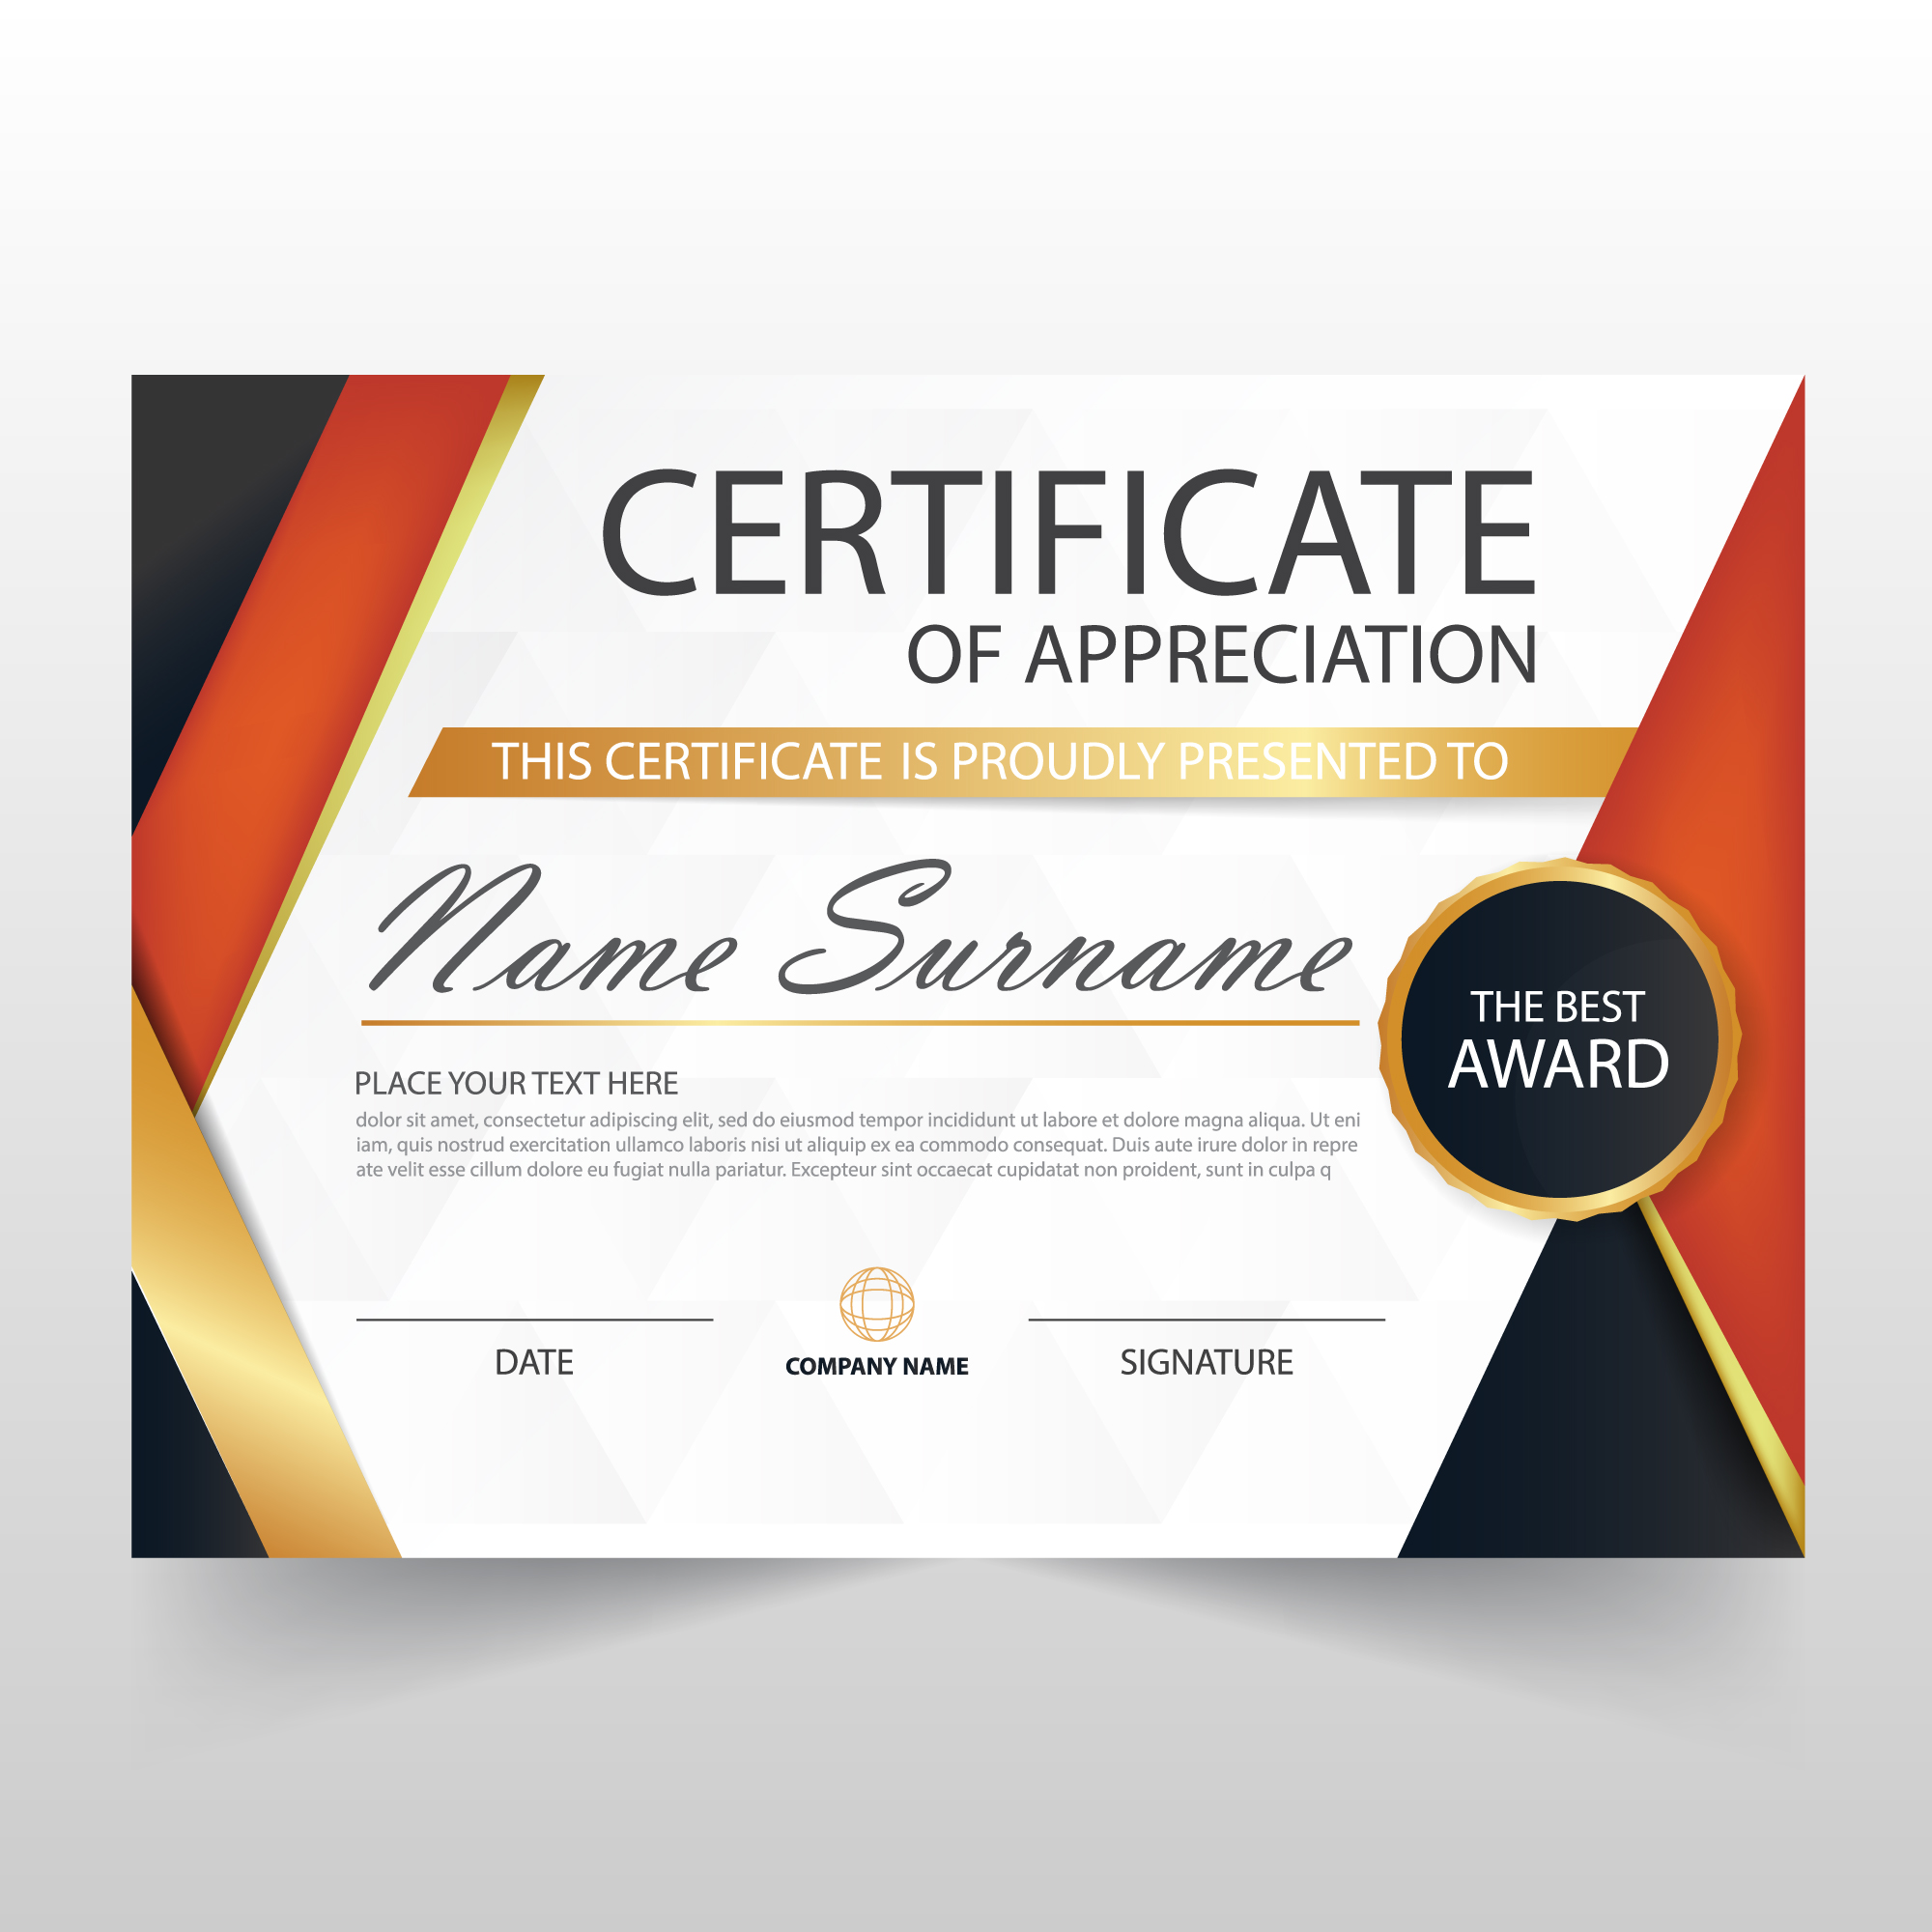 CERTIFICATE
OF APPRECIATION
THIS CERTIFICATE IS PROUDLY PRESENTED TO
Name Surname
THE BEST
AWARD
PLACE YOUR TEXT HERE
dolor sit amet, consectetur adipiscing elit, sed do eiusmod tempor incididunt ut labore et dolore magna aliqua. Ut eni
iam, quis nostrud exercitation ullamco laboris nisi ut aliquip ex ea commodo consequat. Duis aute irure dolor in repre
ate velit esse cillum dolore eu fugiat nulla pariatur. Excepteur sint occaecat cupidatat non proident, sunt in culpa q
DATE
COMPANY NAME
SIGNATURE